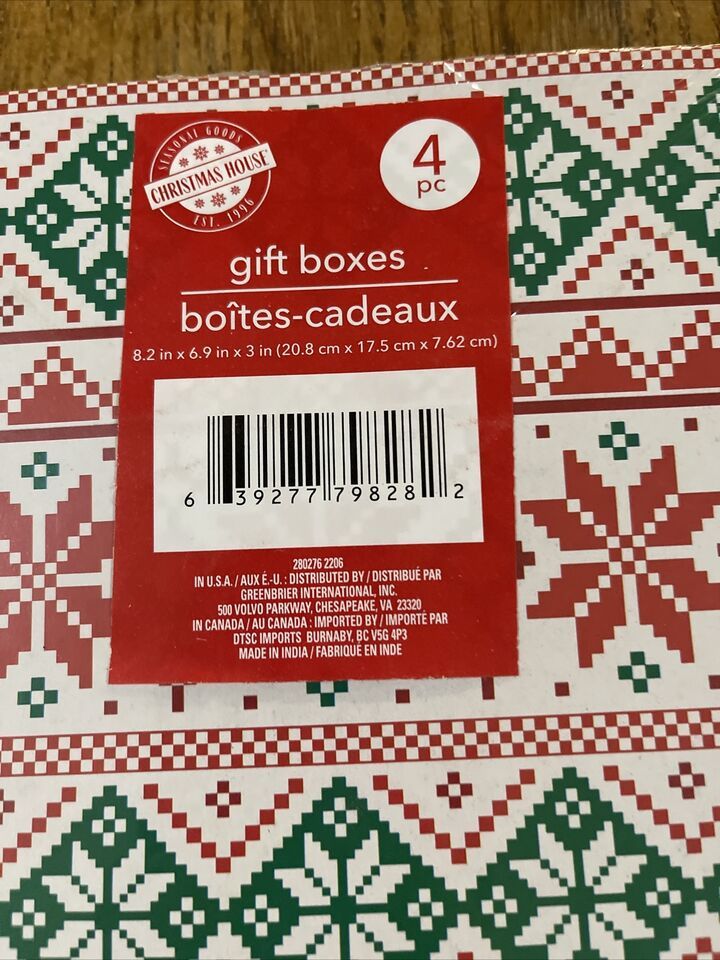 SEASONAL GOODS
CHRISTMAS HOUSE
EST. 1996
4
pc
gift boxes
boîtes-cadeaux
8.2 in x 6.9 in x 3 in (20.8 cm x 17.5 cm x 7.62 cm)
6 39277 79828 2
280276 2206
IN U.S.A. / AUX É.-U. : DISTRIBUTED BY / DISTRIBUÉ PAR
GREENBRIER INTERNATIONAL, INC.
500 VOLVO PARKWAY, CHESAPEAKE, VA 23320
IN CANADA / AU CANADA : IMPORTED BY / IMPORTÉ PAR
DTSC IMPORTS BURNABY, BC V5G 4P3
MADE IN INDIA / FABRIQUÉ EN INDE